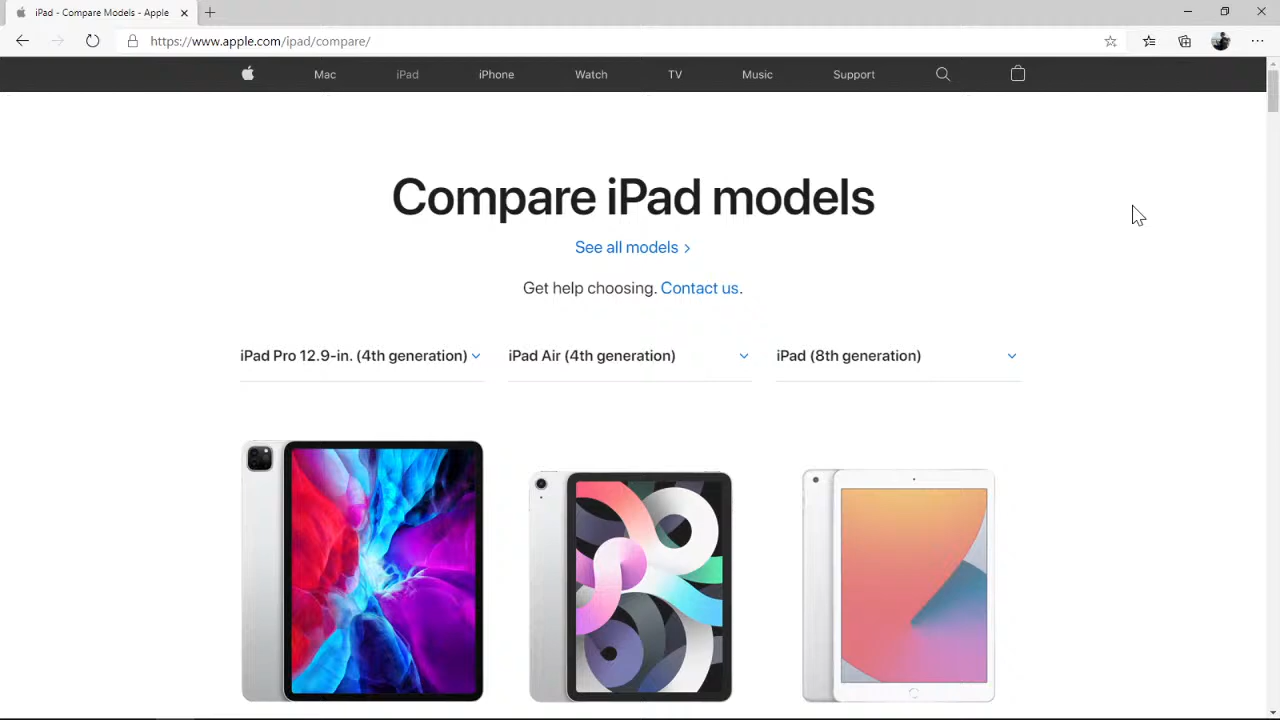 iPad - Compare Models - Apple
https://www.apple.com/ipad/compare/
Mac iPad iPhone Watch TV Music Support
Compare iPad models
See all models >
Get help choosing. Contact us.
iPad Pro 12.9-in. (4th generation) iPad Air (4th generation) iPad (8th generation)